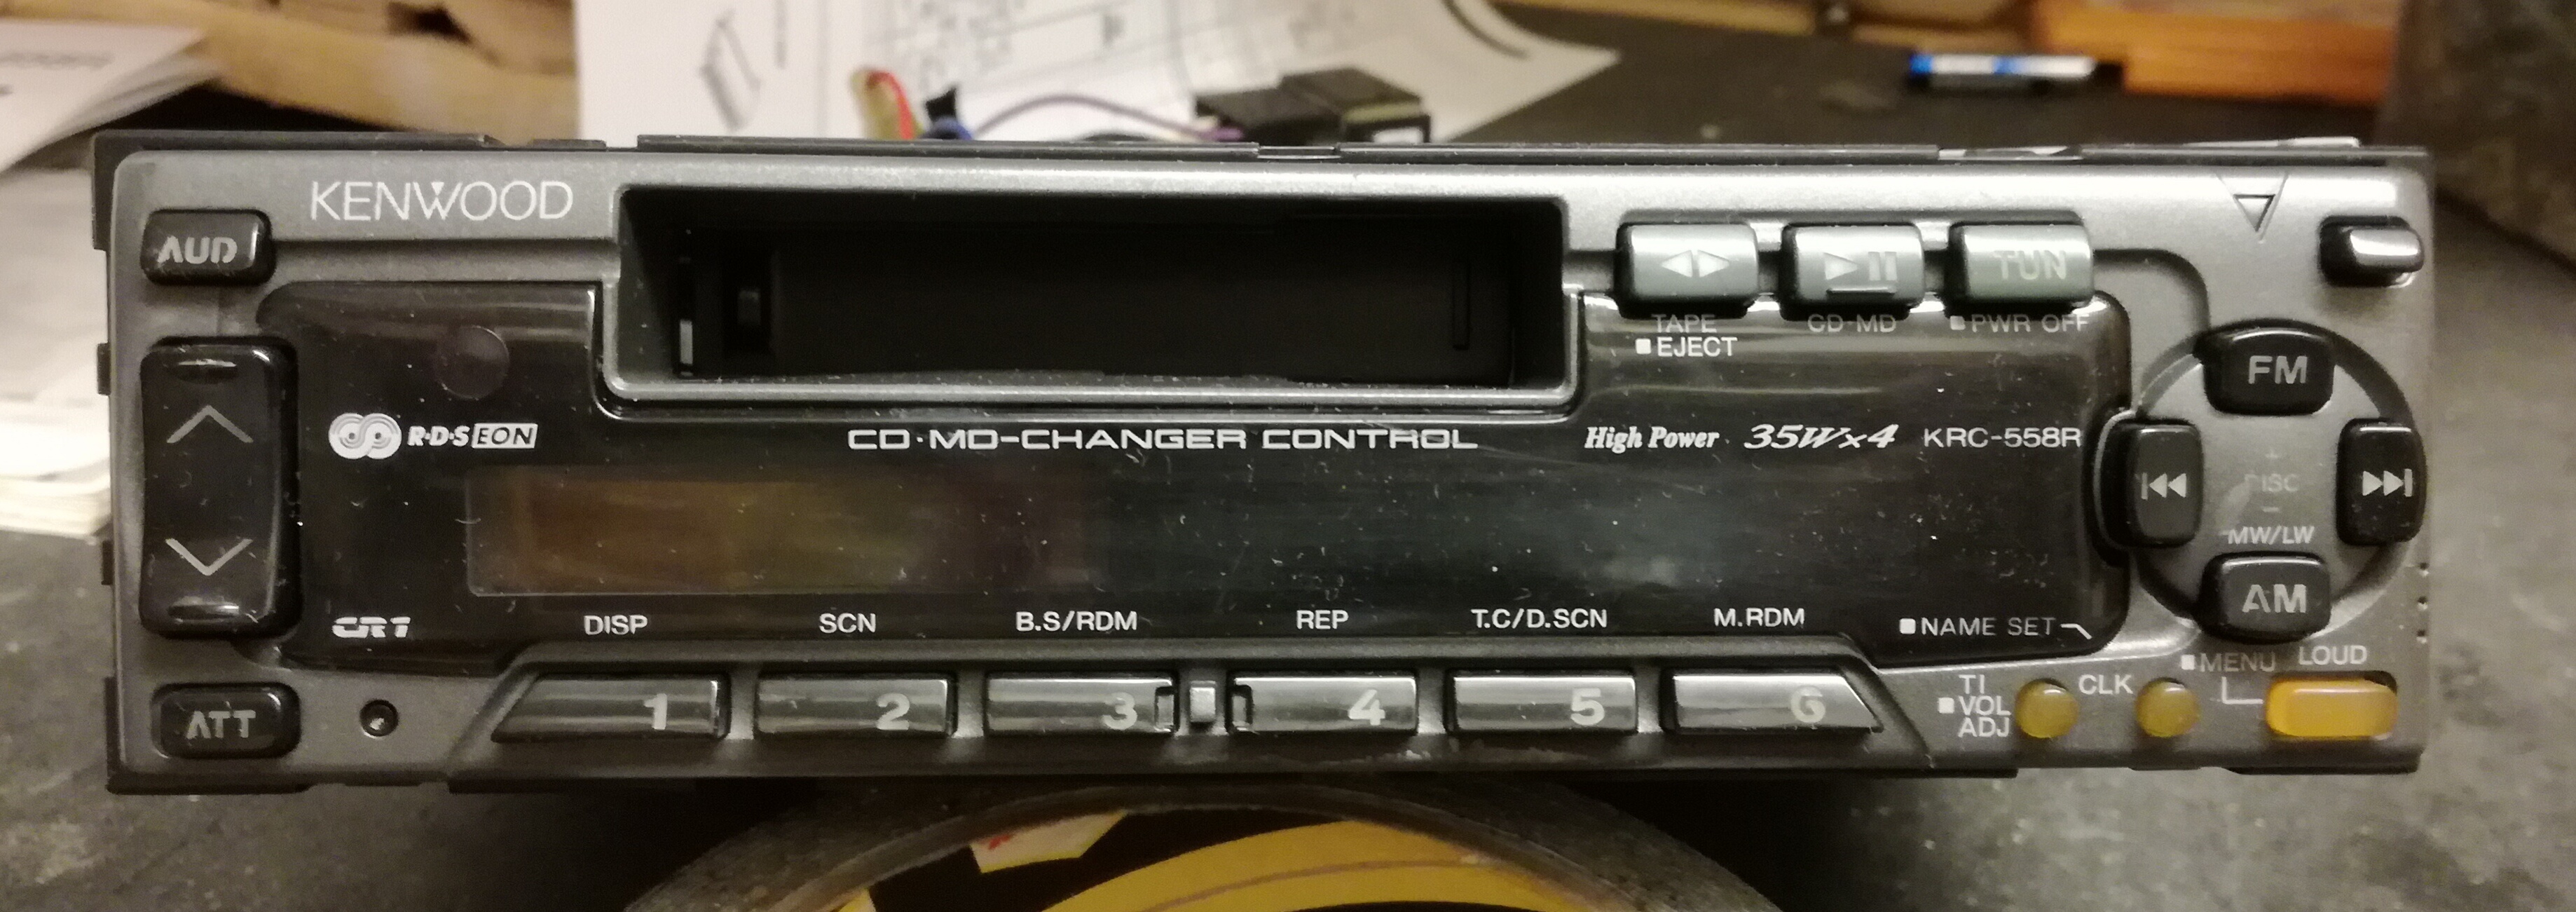 KENWOOD
AUD
TUN
TAPE
EJECT
CD·MD
PWR OFF
FM
R·D·S EON
CD·MD-CHANGER CONTROL
High Power 35W×4 KRC-558R
DISC
MW/LW
AM
CR1
DISP
SCN
B.S/RDM
REP
T.C/D.SCN
M.RDM
NAME SET
MENU
LOUD
ATT
1
2
3
4
5
6
TI
VOL
ADJ
CLK